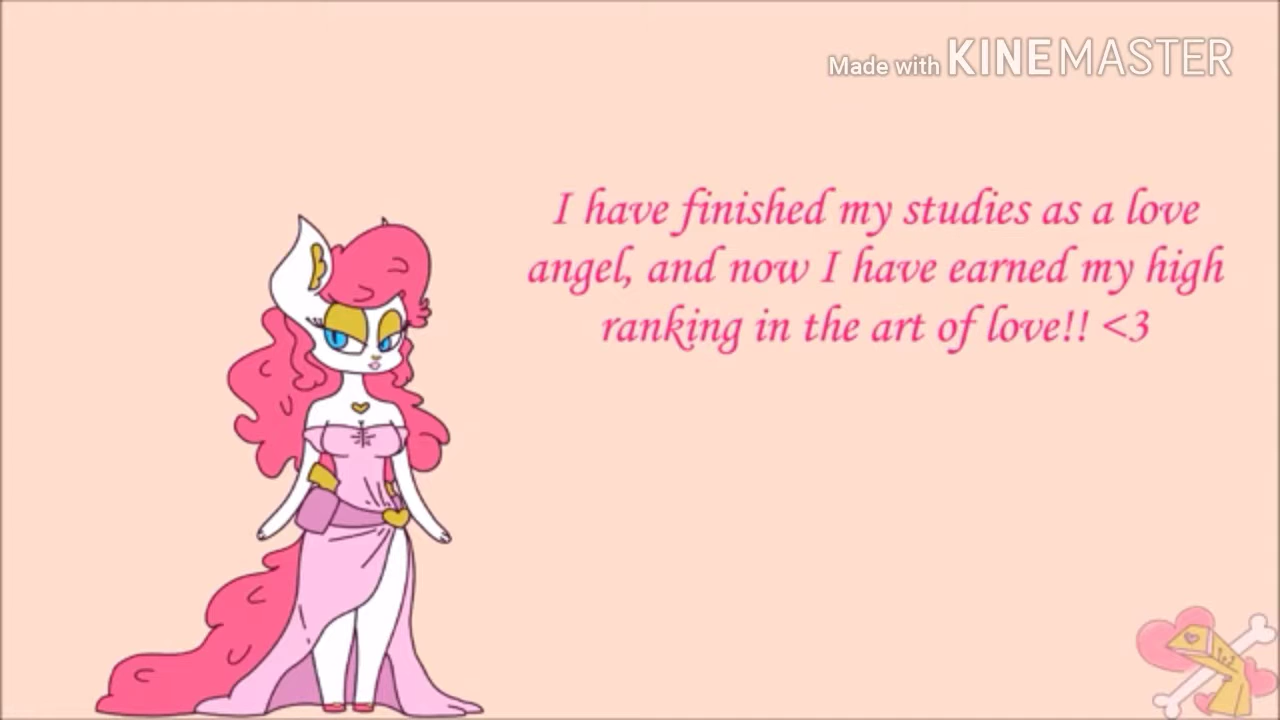 Made with KINEMASTER
I have finished my studies as a love
angel, and now I have earned my high
ranking in the art of love!! <3